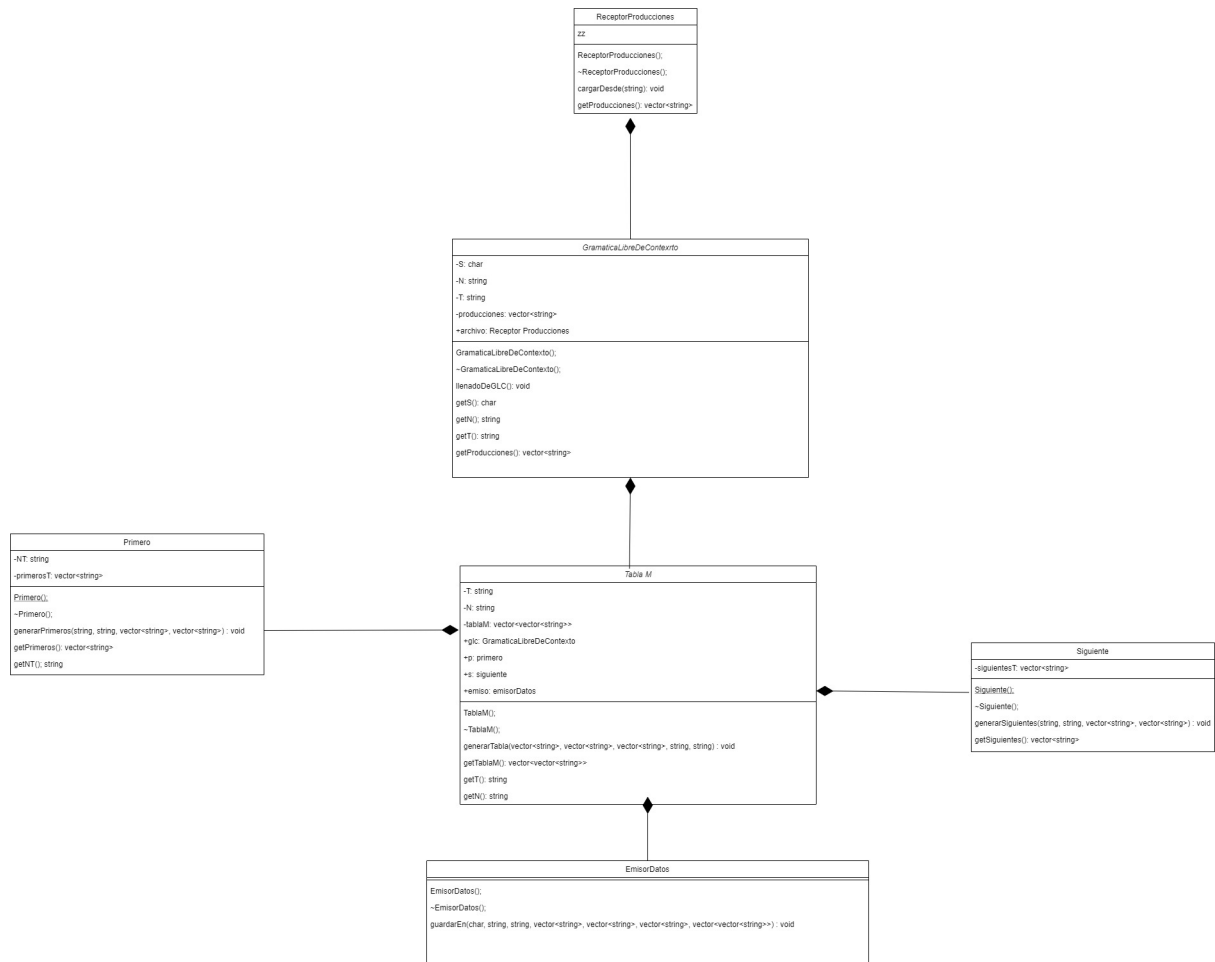 ReceptorProducciones
zz
ReceptorProducciones();
~ReceptorProducciones();
cargarDesde(string): void
getProducciones(): vector<string>
GramaticaLibreDeContexrto
-S: char
-N: string
-T: string
-producciones: vector<string>
+archivo: Receptor Producciones
GramaticaLibreDeContexto();
~GramaticaLibreDeContexto();
llenadoDeGLC(): void
getS(): char
getN(); string
getT(): string
getProducciones(): vector<string>
Primero
-NT: string
-primerosT: vector<string>
Primero();
~Primero();
generarPrimeros(string, string, vector<string>, vector<string>) : void
getPrimeros(): vector<string>
getNT(); string
Tabla M
-T: string
-N: string
-tablaM: vector<vector<string>>
+glc: GramaticaLibreDeContexto
+p: primero
+s: siguiente
+emiso: emisorDatos
TablaM();
~TablaM();
generarTabla(vector<string>, vector<string>, vector<string>, string, string) : void
getTablaM(): vector<vector<string>>
getT(): string
getN(): string
Siguiente
-siguientesT: vector<string>
Siguiente();
~Siguiente();
generarSiguientes(string, string, vector<string>, vector<string>) : void
getSiguientes(): vector<string>
EmisorDatos
EmisorDatos();
~EmisorDatos();
guardarEn(char, string, string, vector<string>, vector<string>, vector<string>, vector<vector<string>>) : void